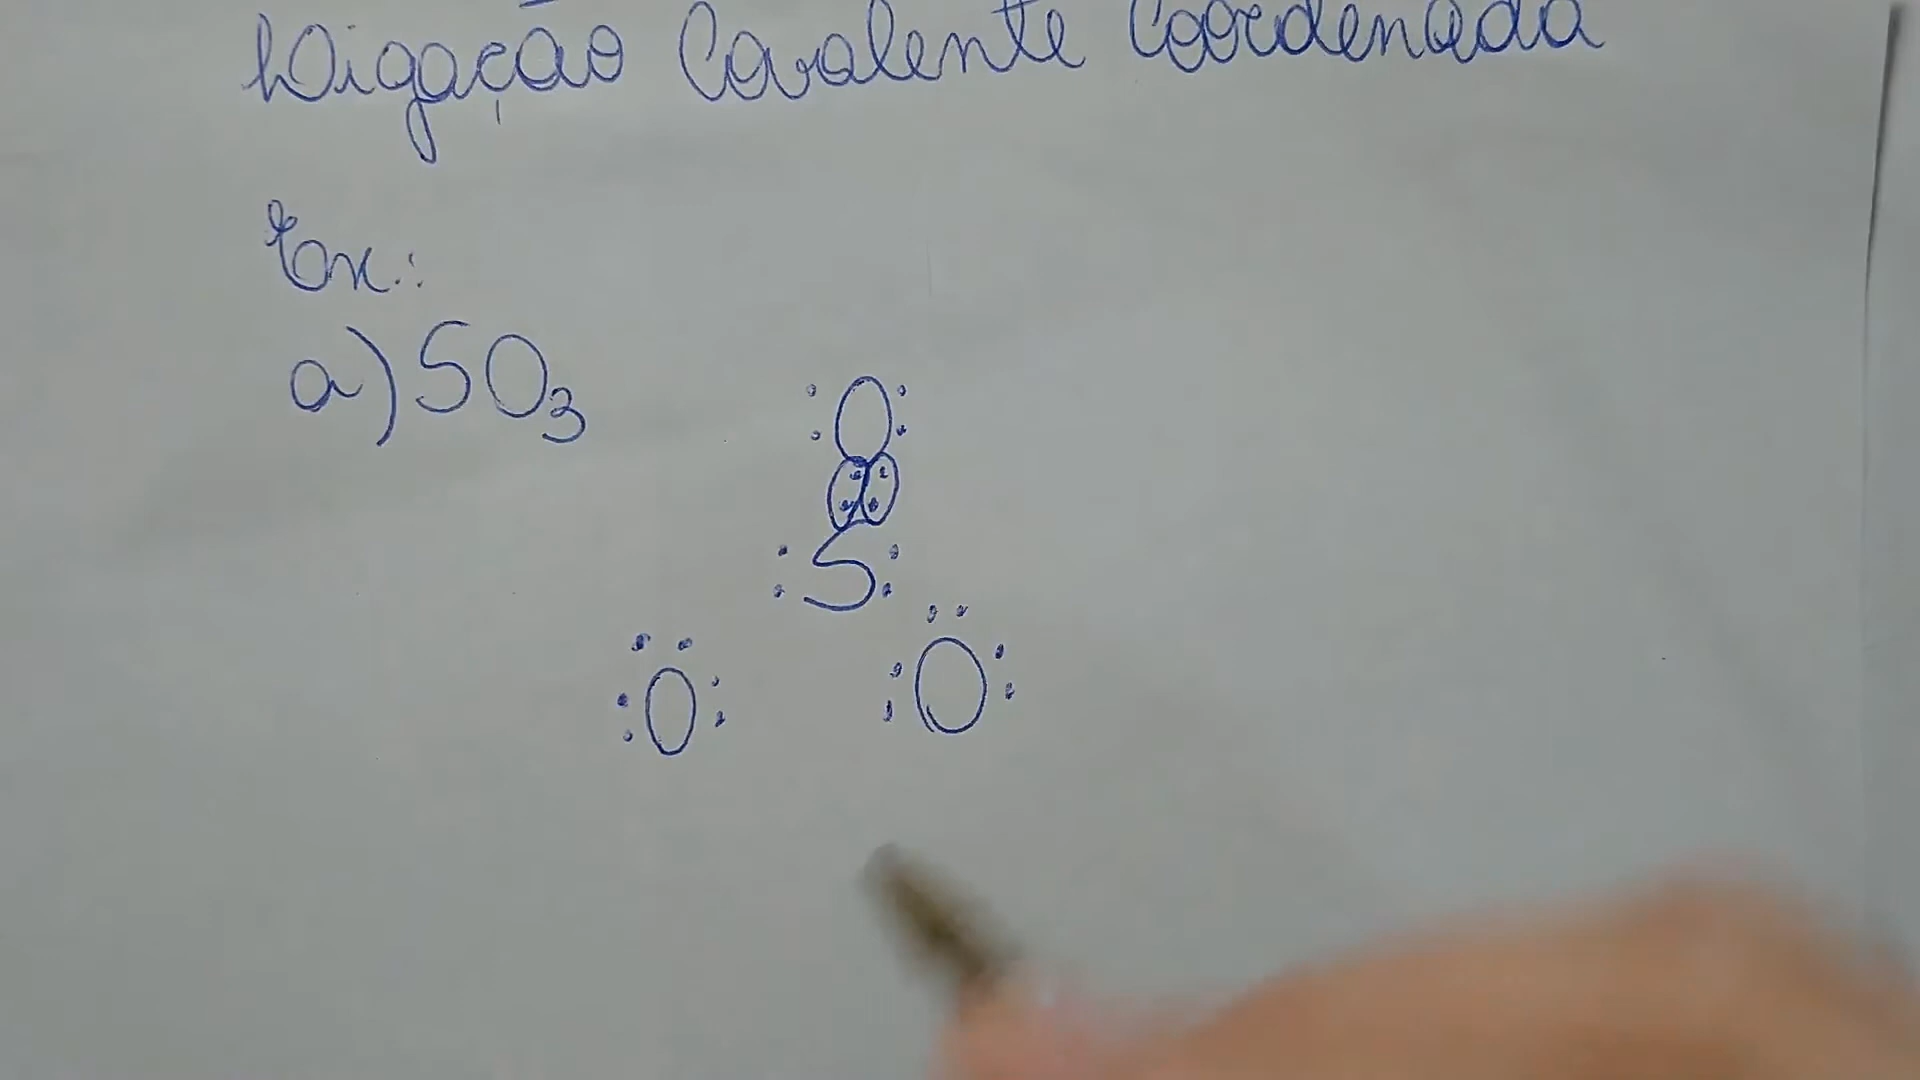 Ligação Covalente Coordenada
Ex.:
a) SO₃
O
S
O O